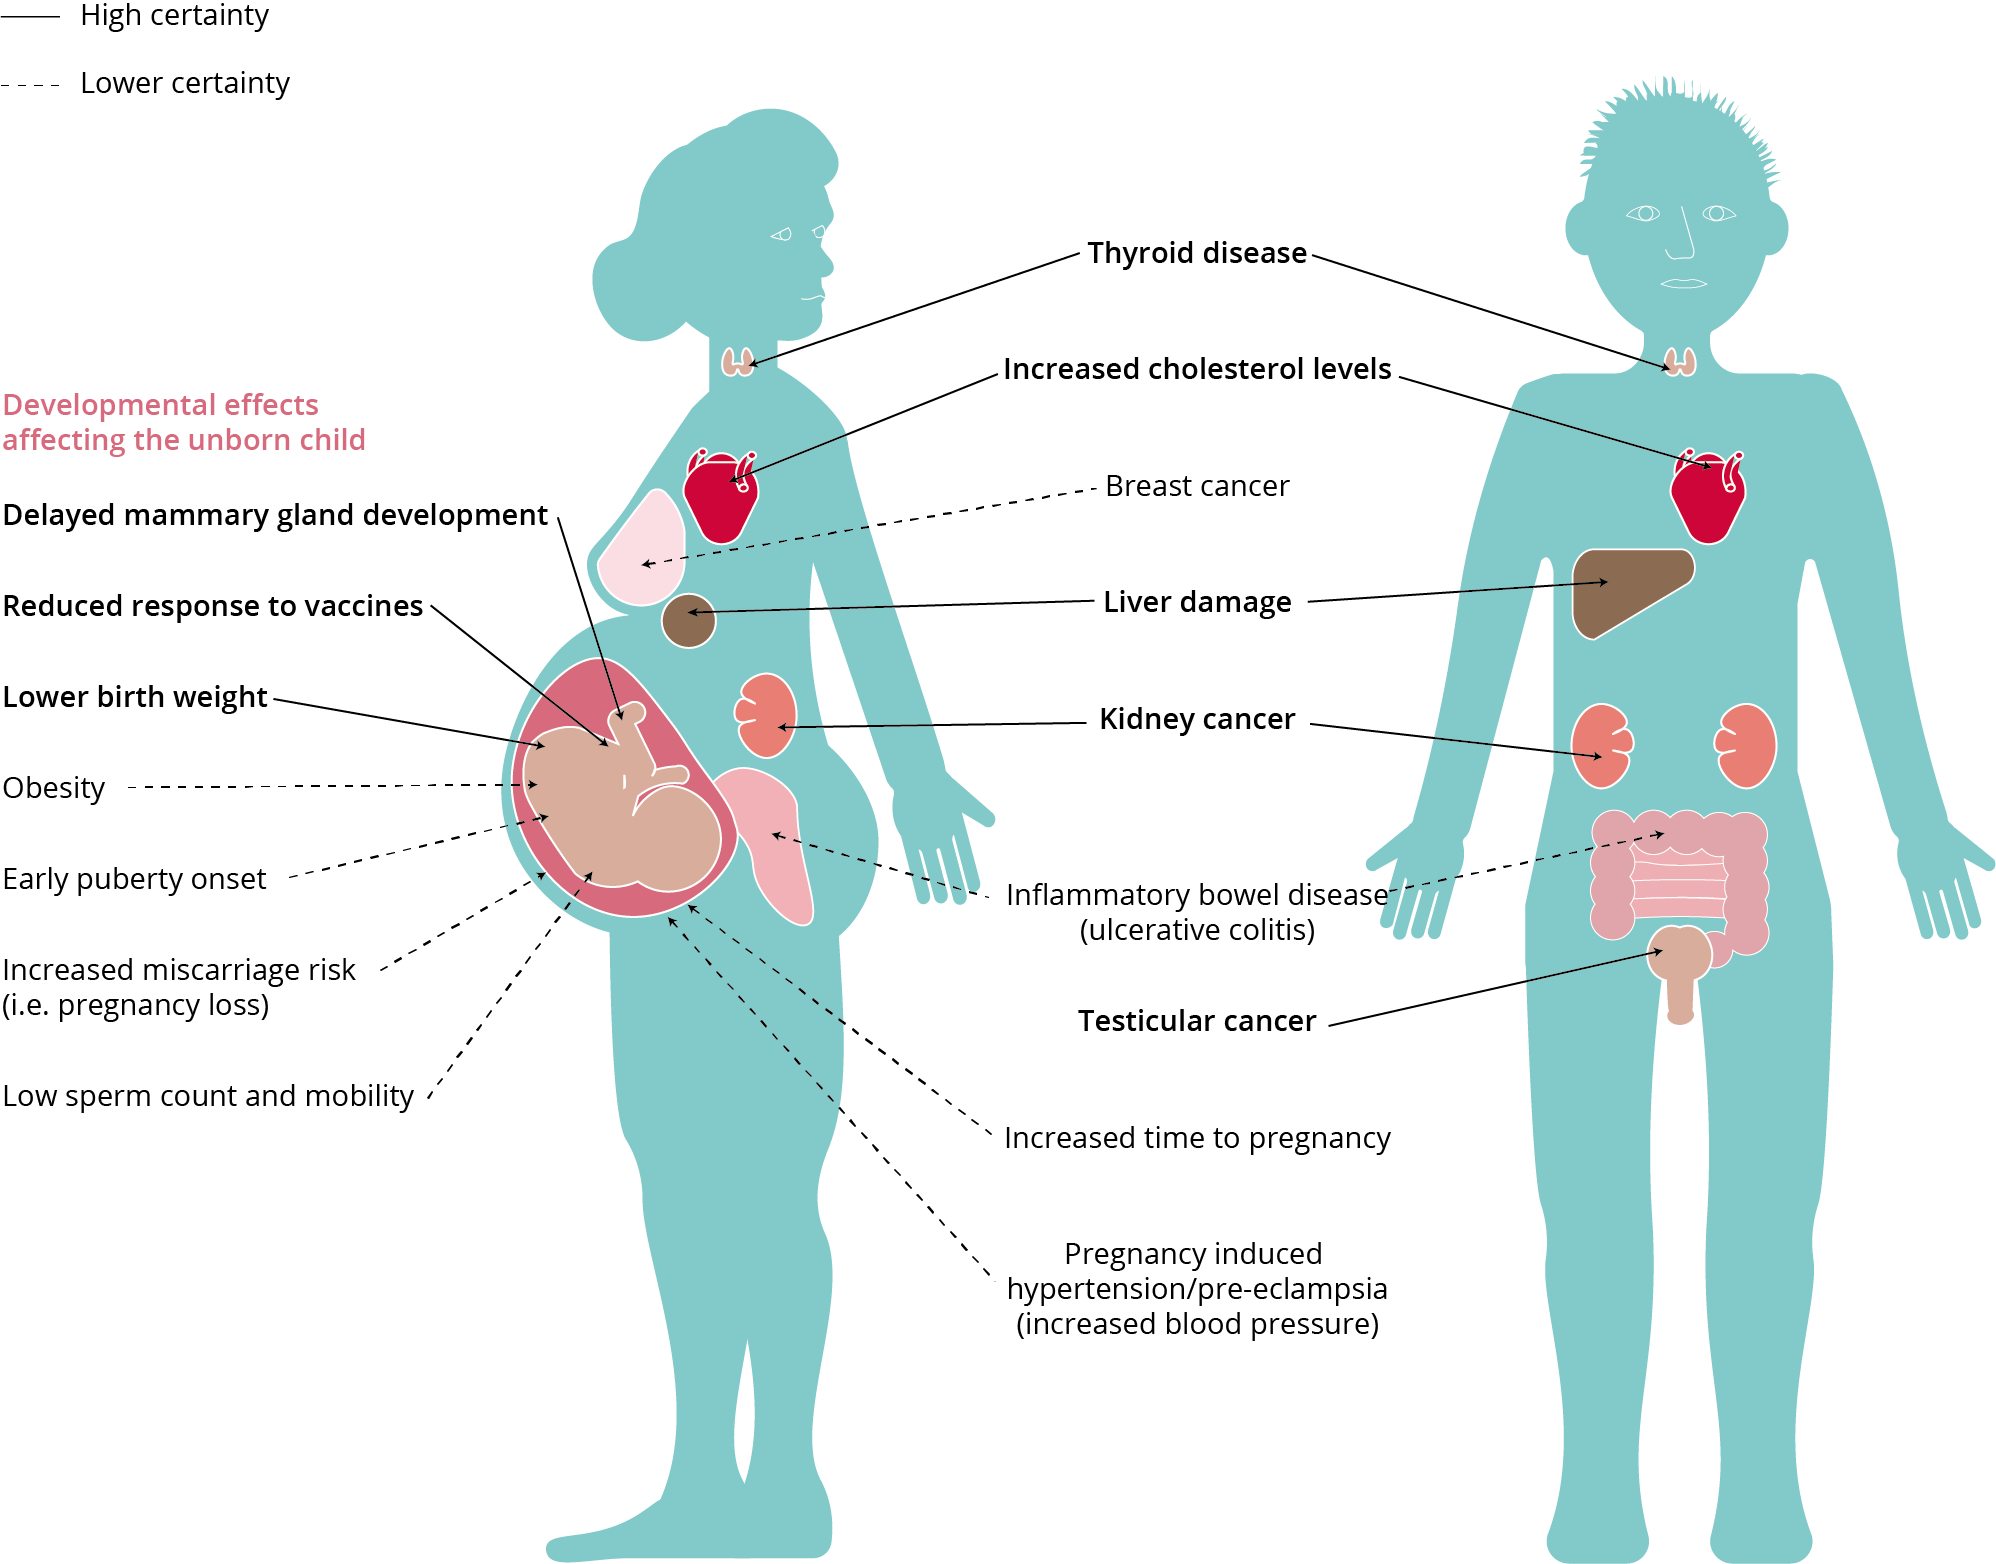 High certainty
Lower certainty
Developmental effects
affecting the unborn child
Delayed mammary gland development
Reduced response to vaccines
Lower birth weight
Obesity
Early puberty onset
Increased miscarriage risk
(i.e. pregnancy loss)
Low sperm count and mobility
Thyroid disease
Increased cholesterol levels
Breast cancer
Liver damage
Kidney cancer
Inflammatory bowel disease
(ulcerative colitis)
Testicular cancer
Increased time to pregnancy
Pregnancy induced
hypertension/pre-eclampsia
(increased blood pressure)